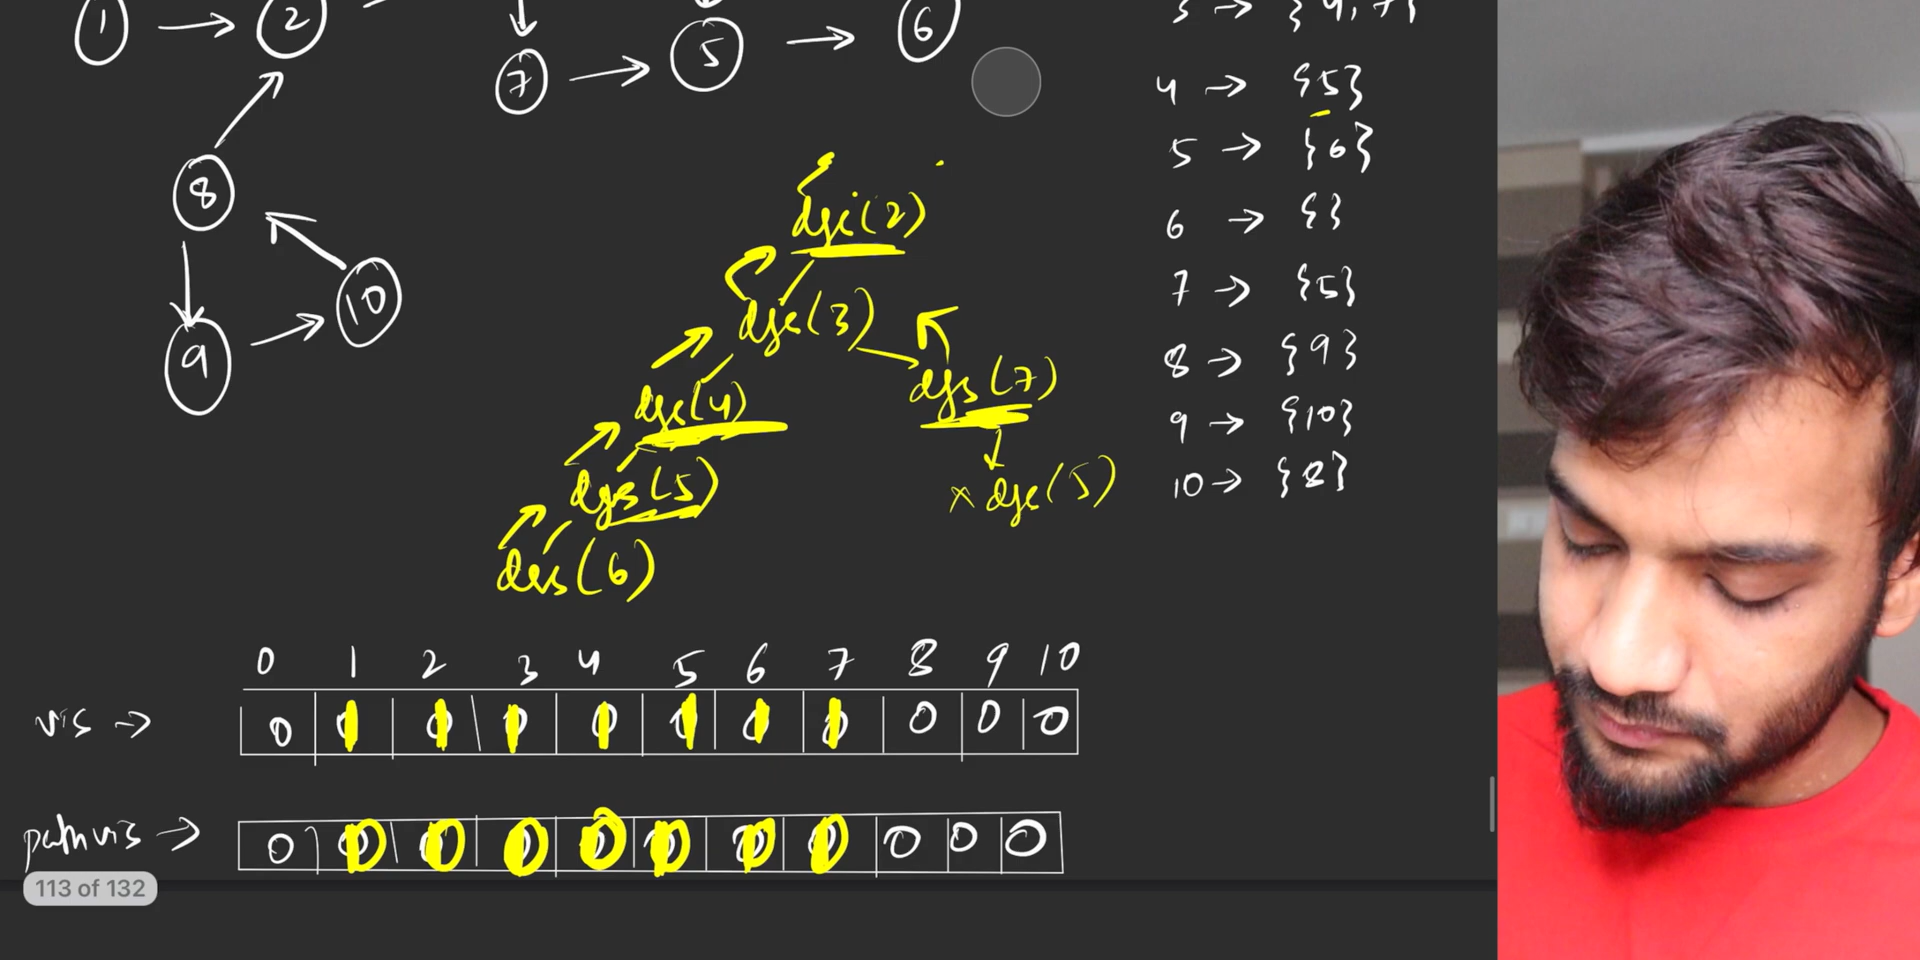 1 → 2
7 → 5 → 6
3 → {4,7}
4 → {5}
5 → {6}
6 → {}
7 → {5}
8 → {9}
9 → {10}
10 → {8}
8
9
10
dfs(2)
dfs(3)
dfs(4)
dfs(7)
dfs(5)
x dfs(5)
dfs(6)
0 1 2 3 4 5 6 7 8 9 10
vis → 0 1 1 1 1 1 1 1 0 0 0
pathvis → 0 0 0 0 0 0 0 0 0 0 0
113 of 132